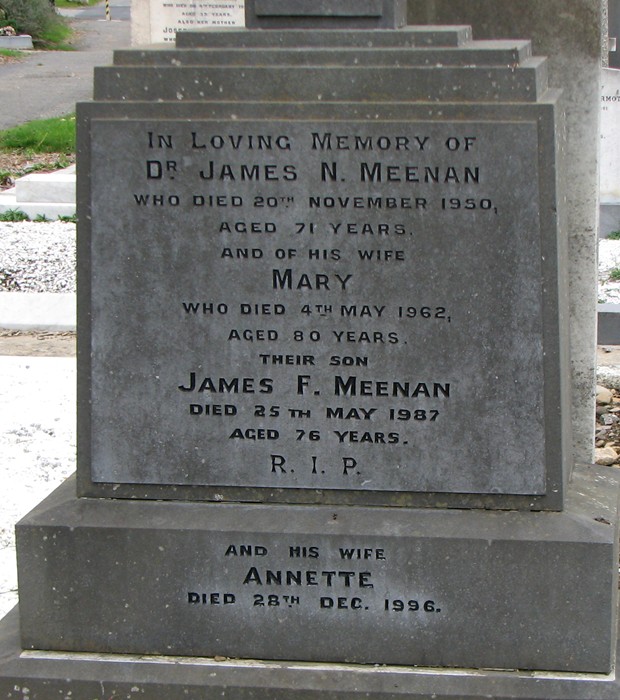 IN LOVING MEMORY OF
DR JAMES N. MEENAN
WHO DIED 20TH NOVEMBER 1950,
AGED 71 YEARS.
AND OF HIS WIFE
MARY
WHO DIED 4TH MAY 1962,
AGED 80 YEARS.
THEIR SON
JAMES F. MEENAN
DIED 25TH MAY 1987
AGED 76 YEARS.
R. I. P.
AND HIS WIFE
ANNETTE
DIED 28TH DEC. 1996.